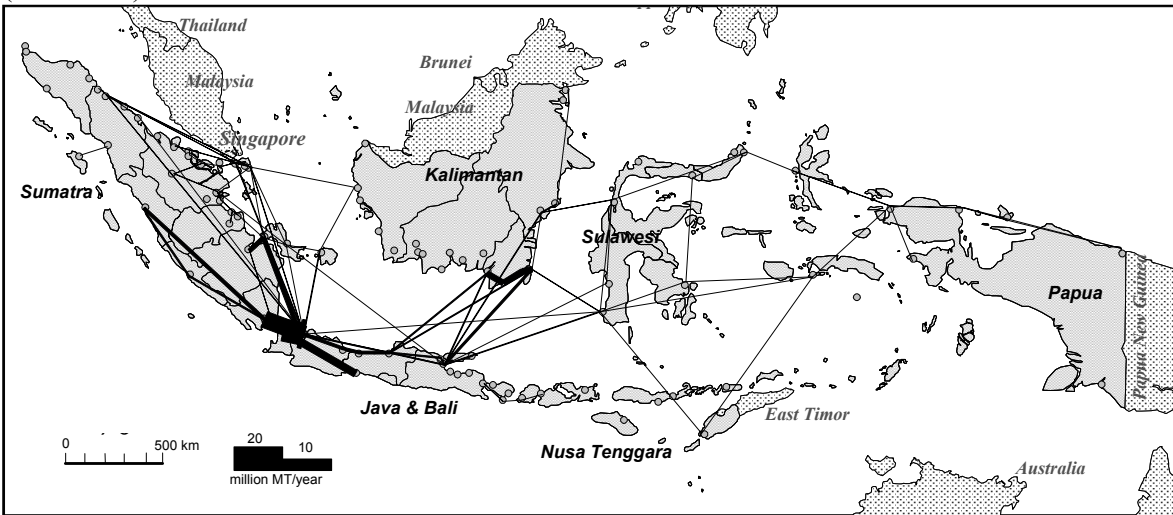 Thailand
Brunei
Malaysia
Malaysia
Singapore
Kalimantan
Sumatra
Sulawesi
Papua
Papua New Guinea
Java & Bali
East Timor
Nusa Tenggara
Australia
0 500 km
20
10
million MT/year